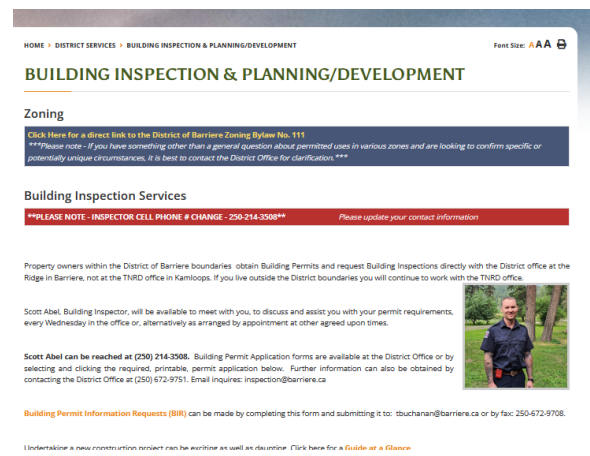 HOME > DISTRICT SERVICES > BUILDING INSPECTION & PLANNING/DEVELOPMENT
Font Size: A A A
BUILDING INSPECTION & PLANNING/DEVELOPMENT
Zoning
Click Here for a direct link to the District of Barriere Zoning Bylaw No. 111
***Please note - If you have something other than a general question about permitted uses in various zones and are looking to confirm specific or
potentially unique circumstances, it is best to contact the District Office for clarification.***
Building Inspection Services
**PLEASE NOTE - INSPECTOR CELL PHONE # CHANGE - 250-214-3508** Please update your contact information
Property owners within the District of Barriere boundaries obtain Building Permits and request Building Inspections directly with the District office at the
Ridge in Barriere, not at the TNRD office in Kamloops. If you live outside the District boundaries you will continue to work with the TNRD office.
Scott Abel, Building Inspector, will be available to meet with you, to discuss and assist you with your permit requirements,
every Wednesday in the office or, alternatively as arranged by appointment at other agreed upon times.
Scott Abel can be reached at (250) 214-3508. Building Permit Application forms are available at the District Office or by
selecting and clicking the required, printable, permit application below. Further information can also be obtained by
contacting the District Office at (250) 672-9751. Email inquires: inspection@barriere.ca
Building Permit Information Requests (BIR) can be made by completing this form and submitting it to: tbuchanan@barriere.ca or by fax: 250-672-9708.
Undertaking a new construction project can be exciting as well as daunting. Click here for a Guide at a Glance